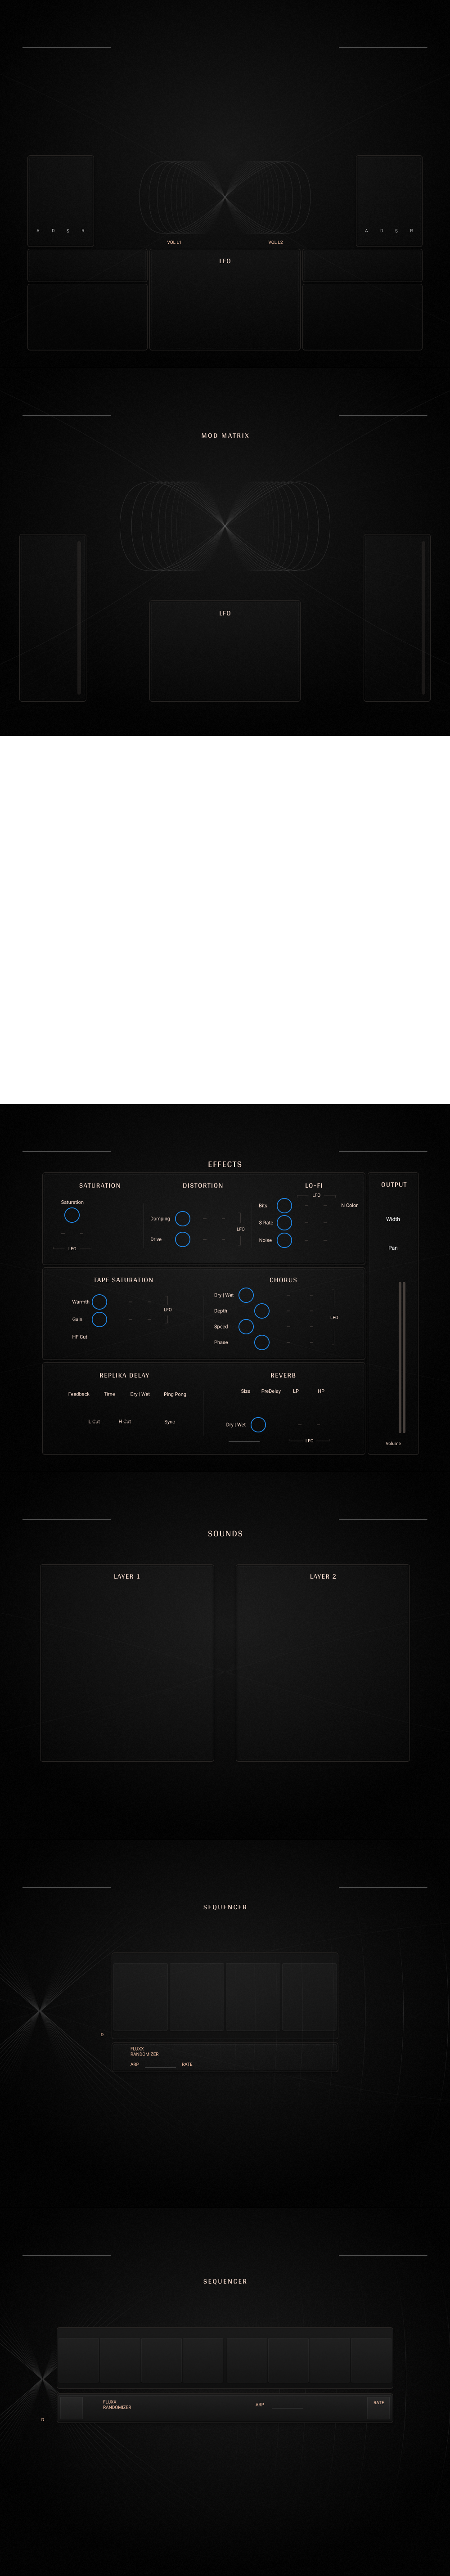 A D S R
A D S R
VOL L1 VOL L2
LFO
MOD MATRIX
LFO
EFFECTS
SATURATION DISTORTION LO-FI OUTPUT
LFO
Saturation
Bits N Color
Damping
Width
S Rate
LFO
Drive
Noise
LFO
Pan
TAPE SATURATION CHORUS
Dry | Wet
Warmth
LFO
Depth
Gain
LFO
Speed
HF Cut
Phase
REPLIKA DELAY REVERB
Feedback Time Dry | Wet Ping Pong
Size PreDelay LP HP
L Cut H Cut Sync
Dry | Wet
LFO
Volume
SOUNDS
LAYER 1 LAYER 2
SEQUENCER
D
FLUXX
RANDOMIZER
ARP RATE
SEQUENCER
FLUXX
RANDOMIZER
ARP
RATE
D